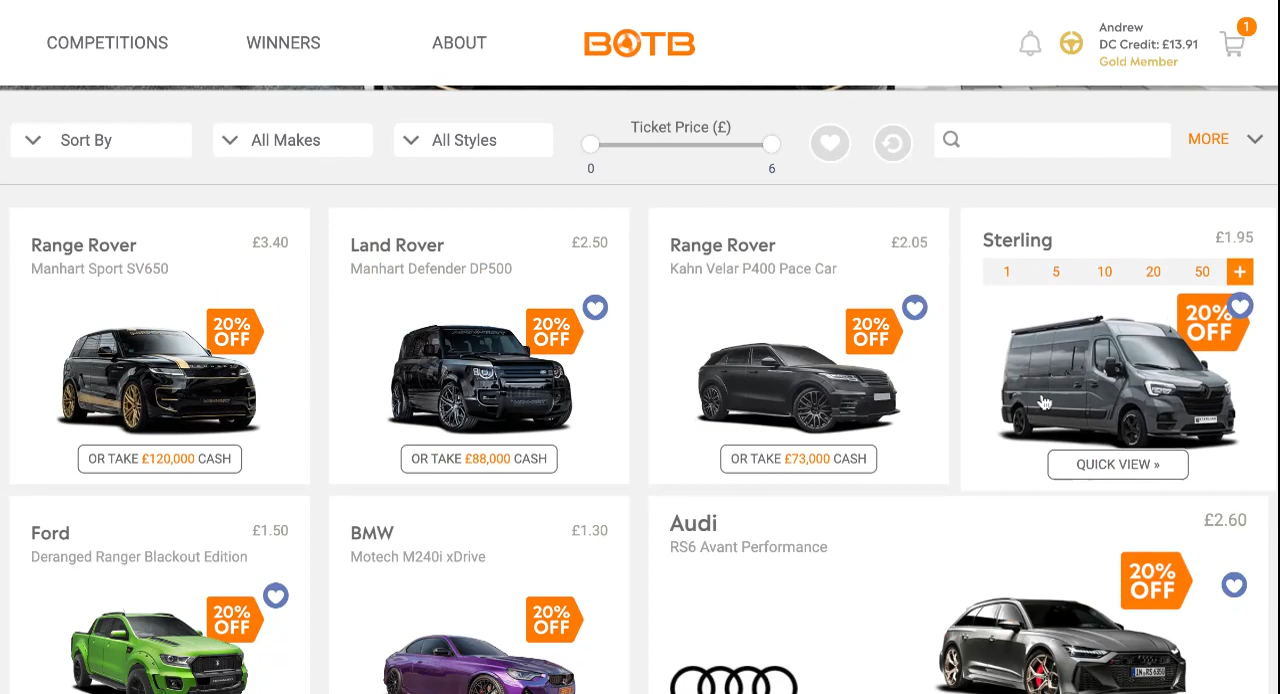 COMPETITIONS
WINNERS
ABOUT
BOTB
Andrew
DC Credit: £13.91
Gold Member
1
Sort By
All Makes
All Styles
Ticket Price (£)
0
6
MORE
Range Rover
£3.40
Manhart Sport SV650
20%
OFF
OR TAKE £120,000 CASH
Land Rover
£2.50
Manhart Defender DP500
20%
OFF
OR TAKE £88,000 CASH
Range Rover
£2.05
Kahn Velar P400 Pace Car
20%
OFF
OR TAKE £73,000 CASH
Sterling
£1.95
1 5 10 20 50 +
20%
OFF
QUICK VIEW »
Ford
£1.50
Deranged Ranger Blackout Edition
20%
OFF
BMW
£1.30
Motech M240i xDrive
20%
OFF
Audi
£2.60
RS6 Avant Performance
20%
OFF